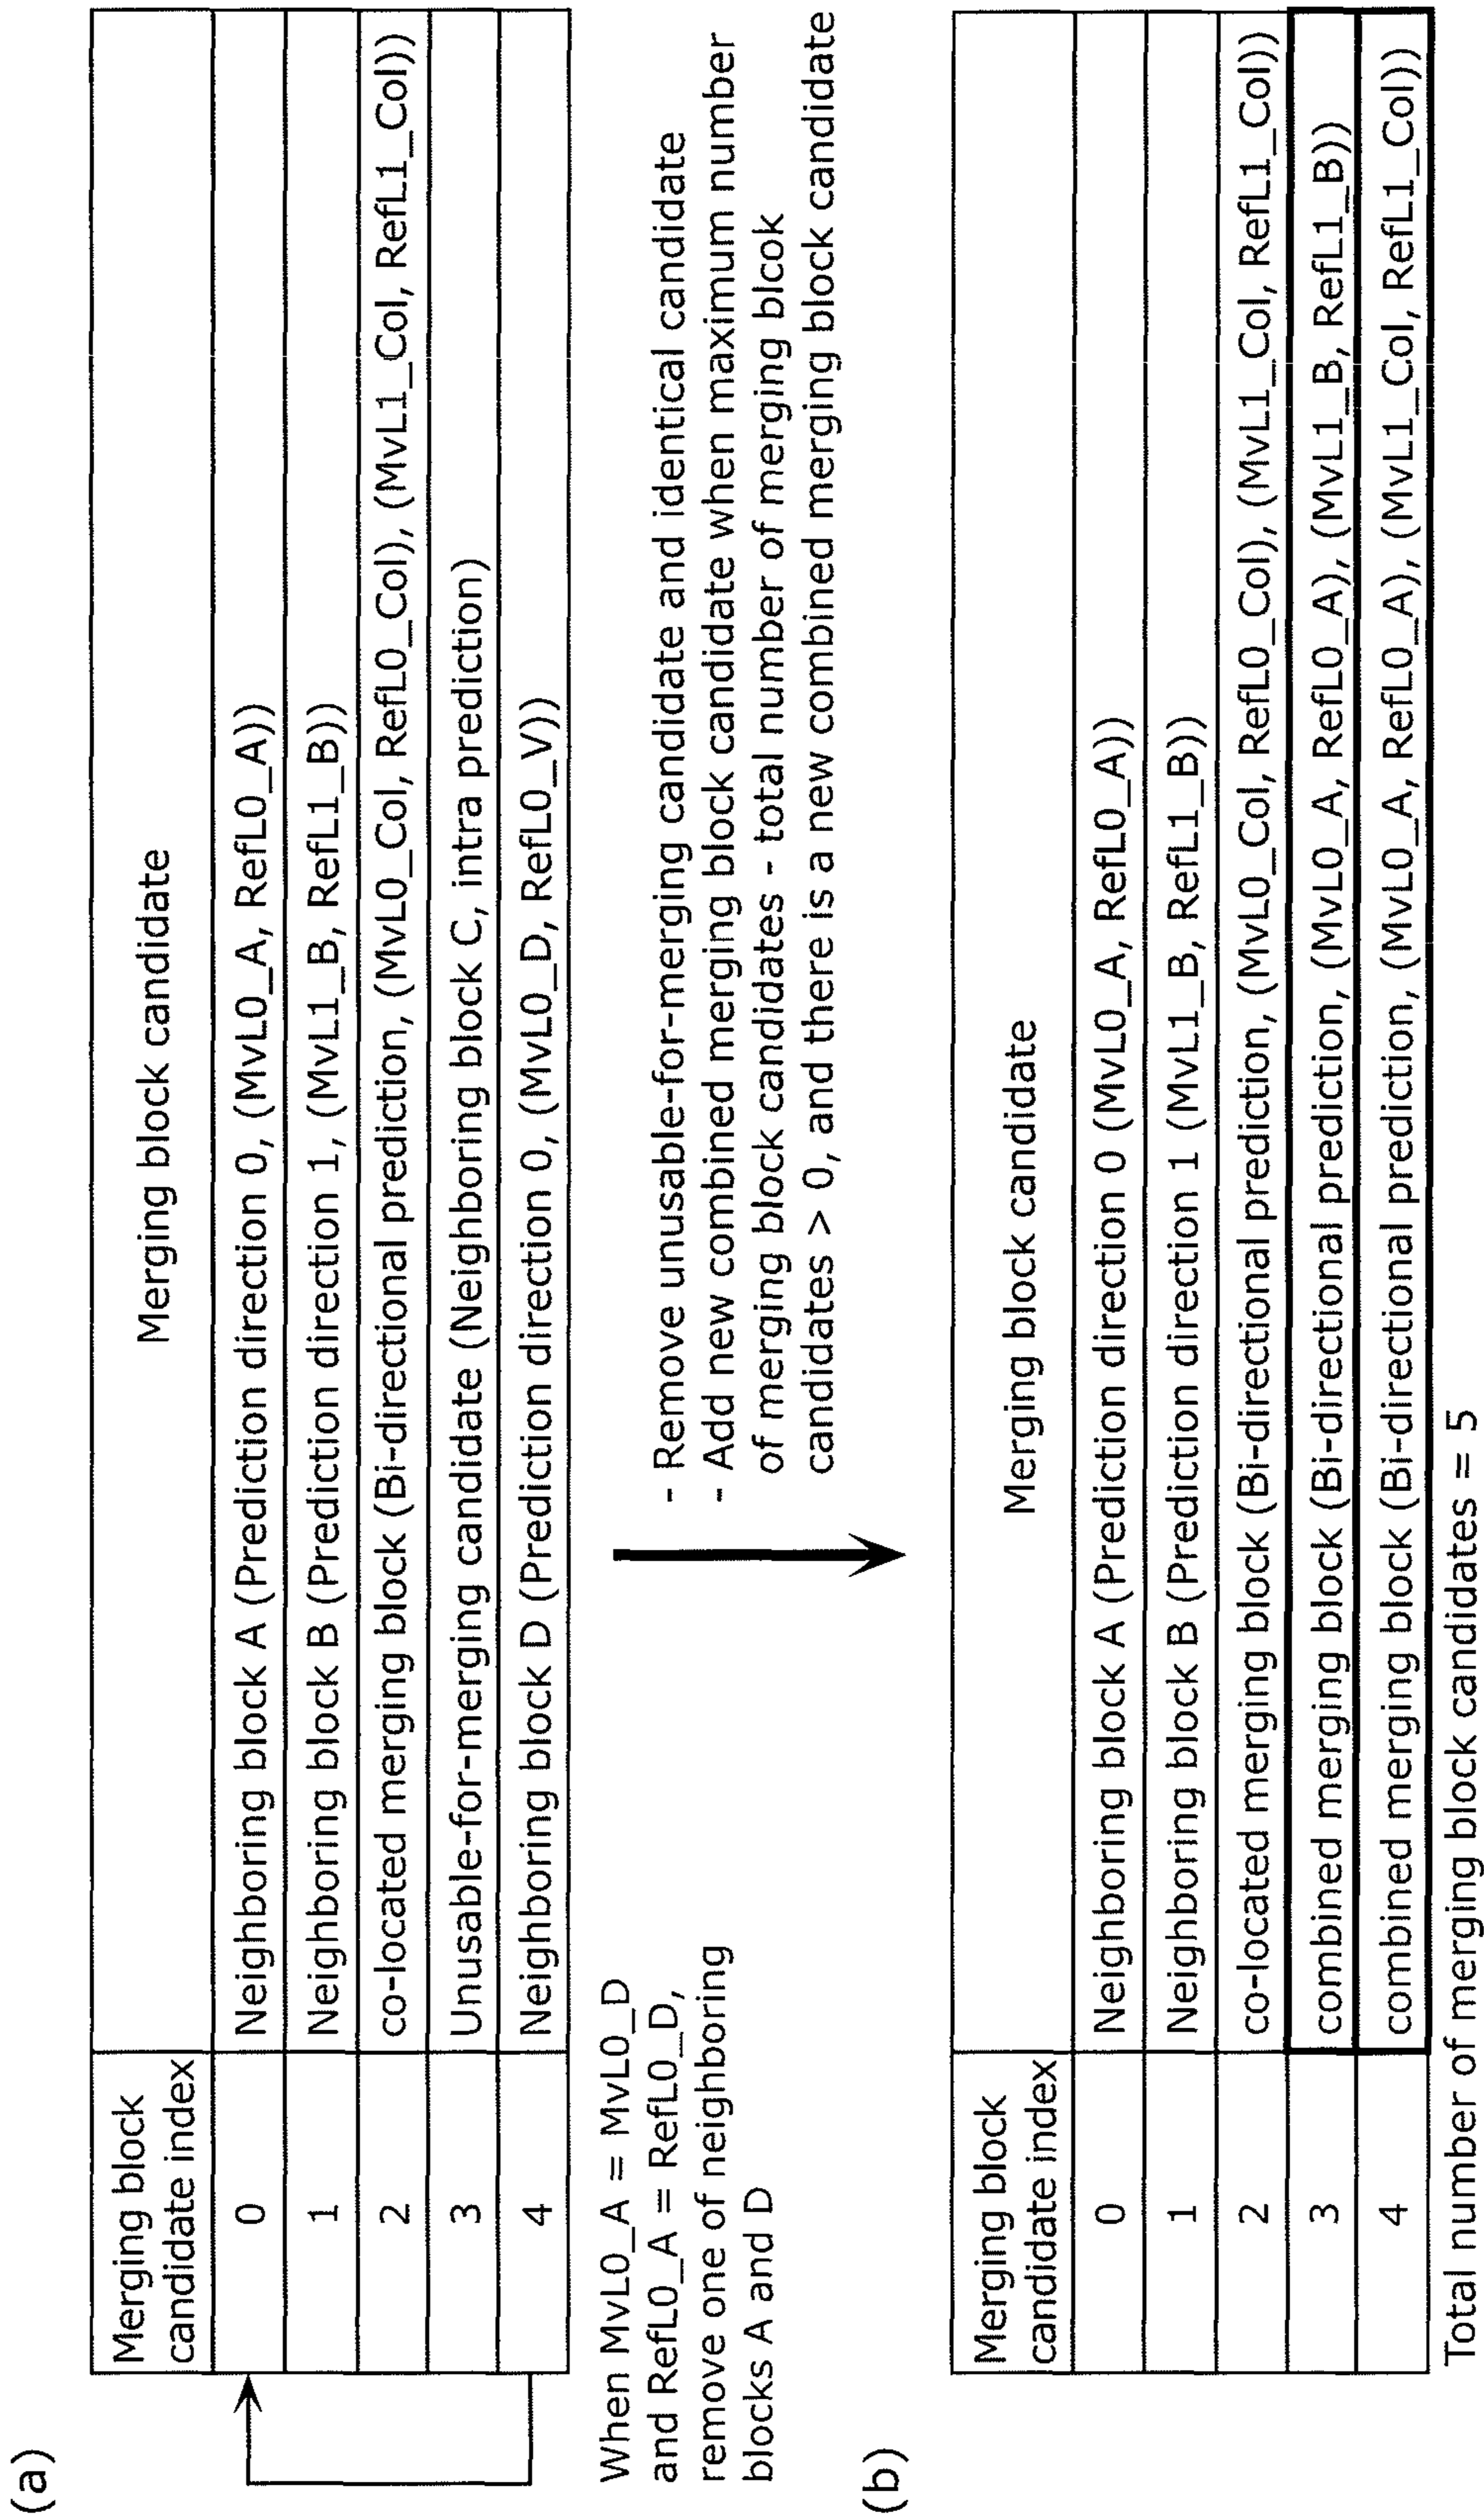 (a)
Merging block
candidate index
Merging block candidate
0
Neighboring block A (Prediction direction 0, (MvL0_A, RefL0_A))
1
Neighboring block B (Prediction direction 1, (MvL1_B, RefL1_B))
2
co-located merging block (Bi-directional prediction, (MvL0_Col, RefL0_Col), (MvL1_Col, RefL1_Col))
3
Unusable-for-merging candidate (Neighboring block C, intra prediction)
4
Neighboring block D (Prediction direction 0, (MvL0_D, RefL0_V))
When MvL0_A = MvL0_D
and RefL0_A = RefL0_D,
remove one of neighboring
blocks A and D
- Remove unusable-for-merging candidate and identical candidate
- Add new combined merging block candidate when maximum number
of merging block candidates - total number of merging blcok
candidates > 0, and there is a new combined merging block candidate
(b)
Merging block
candidate index
Merging block candidate
0
Neighboring block A (Prediction direction 0 (MvL0_A, RefL0_A))
1
Neighboring block B (Prediction direction 1 (MvL1_B, RefL1_B))
2
co-located merging block (Bi-directional prediction, (MvL0_Col, RefL0_Col), (MvL1_Col, RefL1_Col))
3
combined merging block (Bi-directional prediction, (MvL0_A, RefL0_A), (MvL1_B, RefL1_B))
4
combined merging block (Bi-directional prediction, (MvL0_A, RefL0_A), (MvL1_Col, RefL1_Col))
Total number of merging block candidates = 5